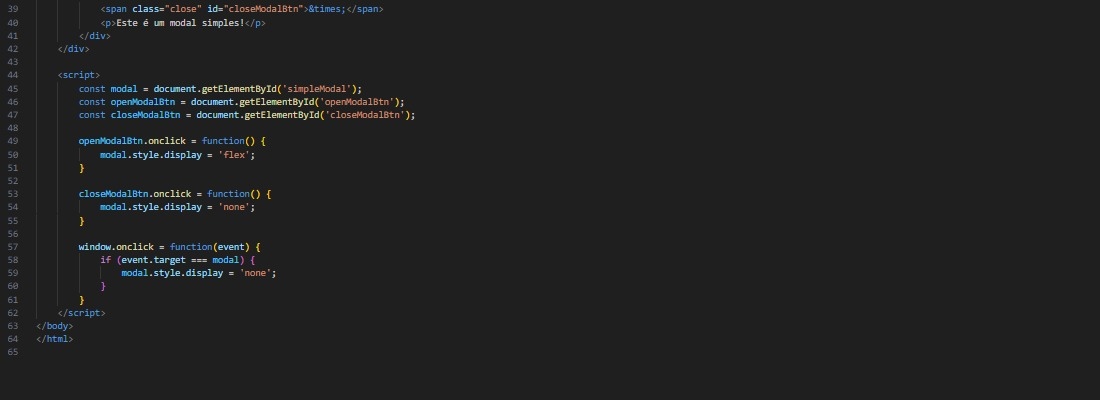 39 <span class="close" id="closeModalBtn">&times;</span>
40 <p>Este é um modal simples!</p>
41 </div>
42 </div>
43
44 <script>
45 const modal = document.getElementById('simpleModal');
46 const openModalBtn = document.getElementById('openModalBtn');
47 const closeModalBtn = document.getElementById('closeModalBtn');
48
49 openModalBtn.onclick = function() {
50 modal.style.display = 'flex';
51 }
52
53 closeModalBtn.onclick = function() {
54 modal.style.display = 'none';
55 }
56
57 window.onclick = function(event) {
58 if (event.target === modal) {
59 modal.style.display = 'none';
60 }
61 }
62 </script>
63 </body>
64 </html>
65